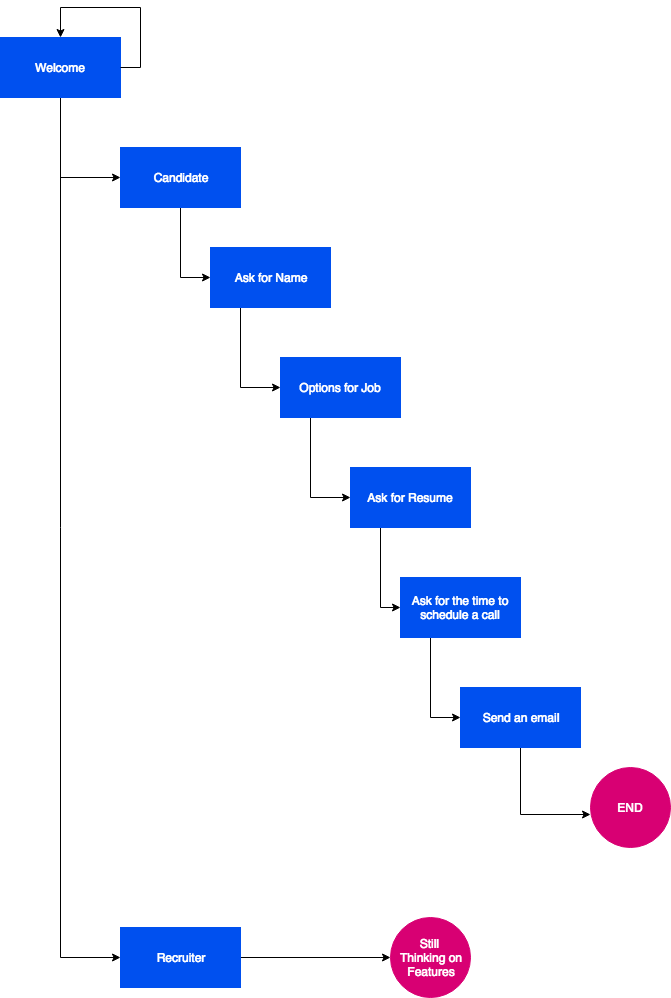 Welcome
Candidate
Ask for Name
Options for Job
Ask for Resume
Ask for the time to
schedule a call
Send an email
END
Recruiter
Still
Thinking on
Features